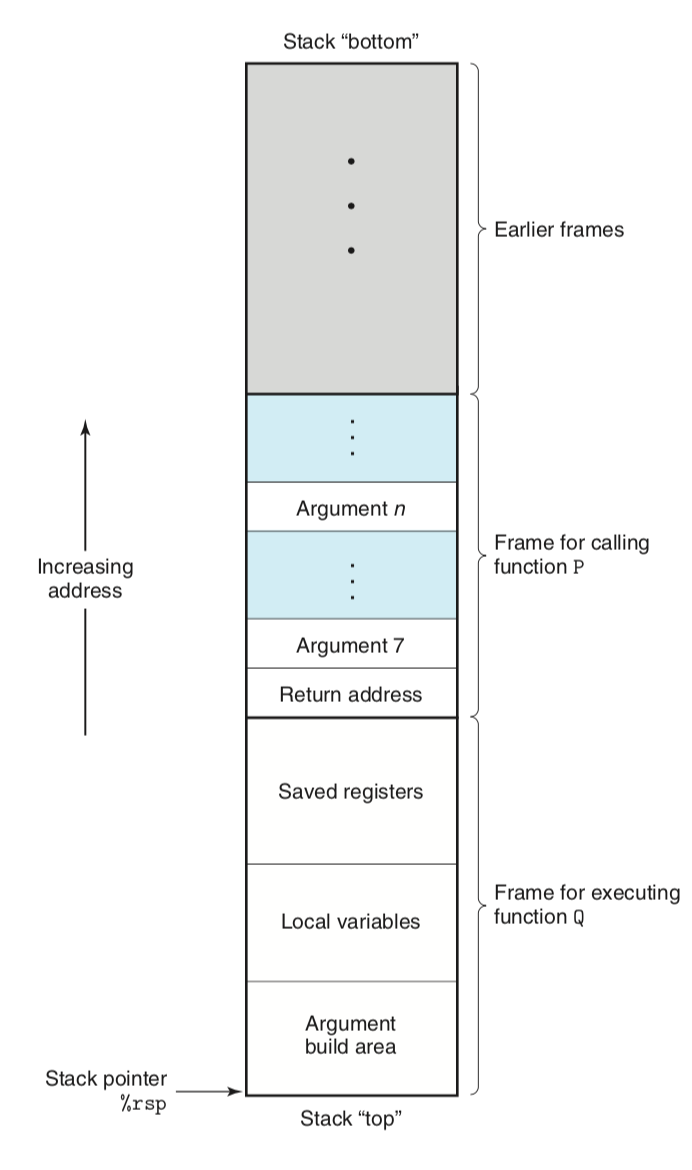 Stack “bottom”
Earlier frames
Argument n
Frame for calling
function P
Increasing
address
Argument 7
Return address
Saved registers
Frame for executing
function Q
Local variables
Argument
build area
Stack pointer
%rsp
Stack “top”